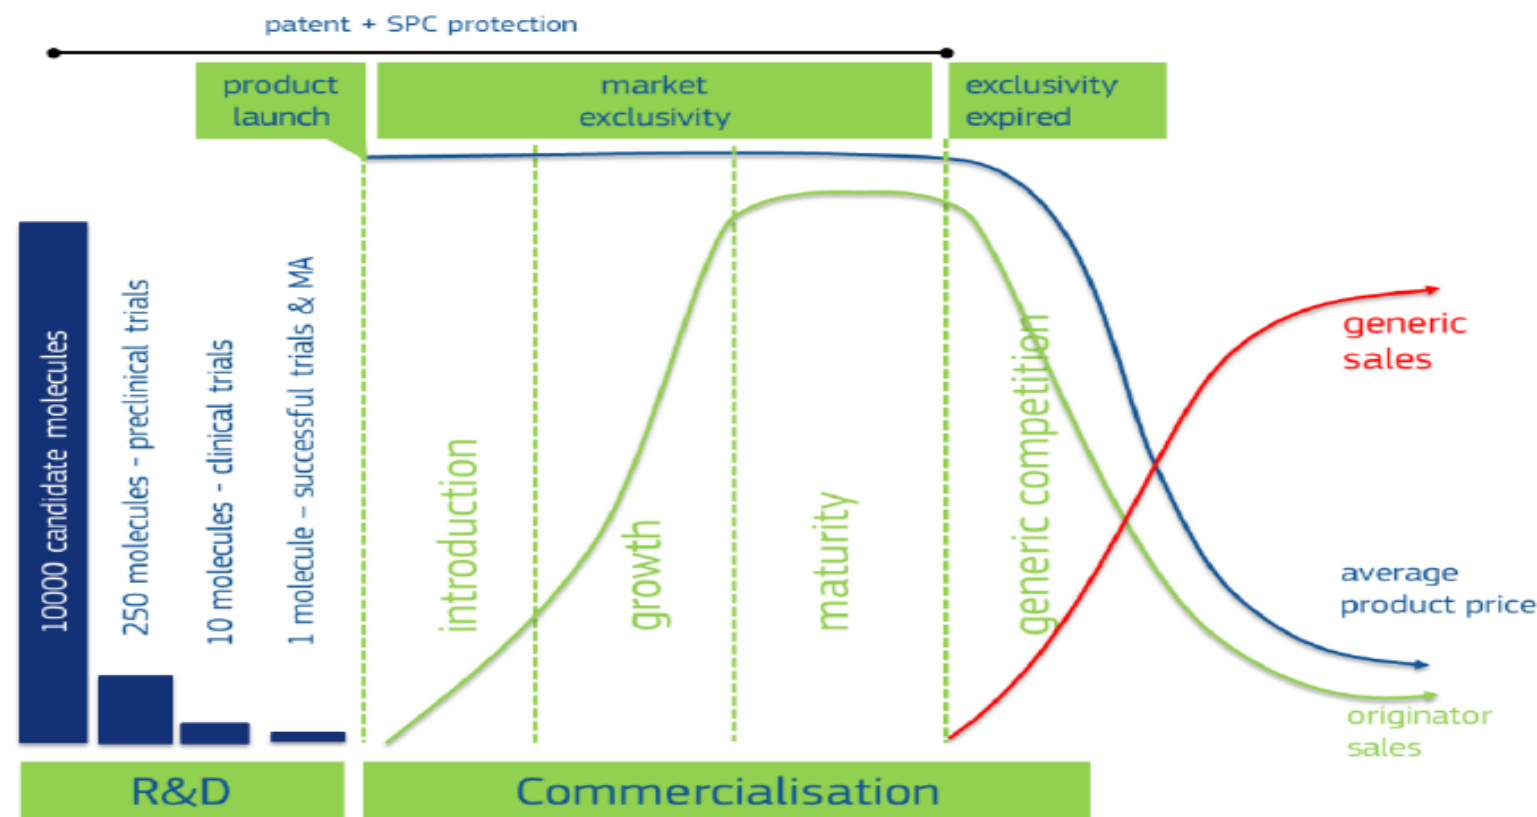 patent + SPC protection
product
launch
market
exclusivity
exclusivity
expired
10000 candidate molecules
250 molecules - preclinical trials
10 molecules - clinical trials
1 molecule – successful trials & MA
introduction
growth
maturity
generic competition
generic
sales
average
product price
originator
sales
R&D
Commercialisation